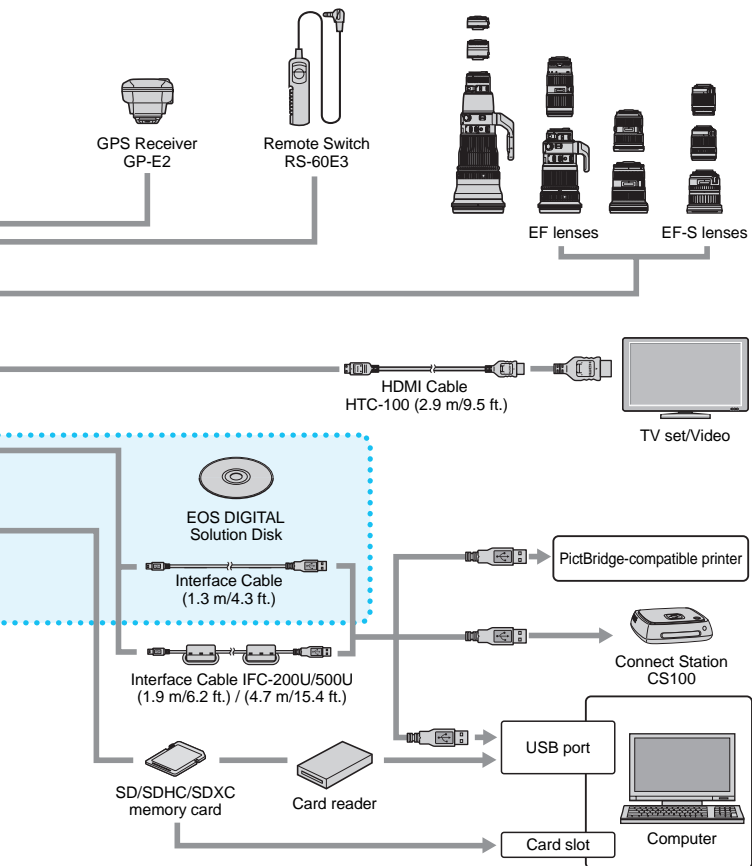 GPS Receiver
GP-E2
Remote Switch
RS-60E3
EF lenses
EF-S lenses
HDMI Cable
HTC-100 (2.9 m/9.5 ft.)
TV set/Video
EOS DIGITAL
Solution Disk
Interface Cable
(1.3 m/4.3 ft.)
PictBridge-compatible printer
Interface Cable IFC-200U/500U
(1.9 m/6.2 ft.) / (4.7 m/15.4 ft.)
Connect Station
CS100
USB port
SD/SDHC/SDXC
memory card
Card reader
Computer
Card slot